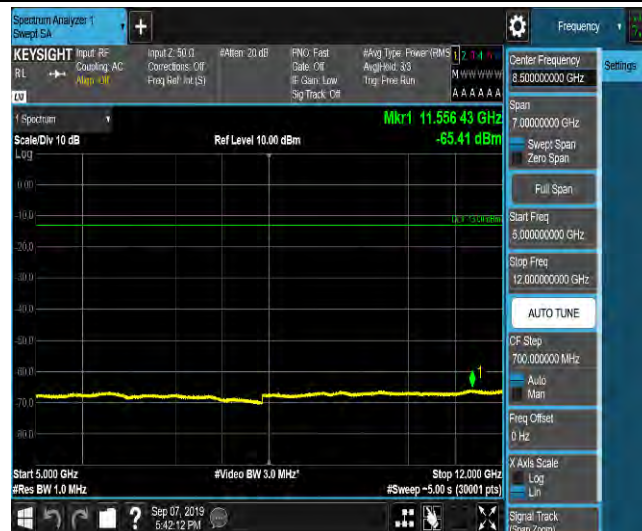 Spectrum Analyzer 1
Swept SA
+
Frequency
KEYSIGHT
Input: RF
Coupling: AC
Align: Off
Input Z: 50 Ω
Corrections: Off
Freq Ref: Int (S)
#Atten: 20 dB
PNO: Fast
Gate: Off
IF Gain: Low
Sig Track: Off
#Avg Type: Power (RMS
Avg|Hold: 3/3
Trig: Free Run
M W W W W W
A A A A A A
RL
LXI
1 Spectrum
Scale/Div 10 dB
Log
Ref Level 10.00 dBm
Mkr1 11.556 43 GHz
-65.41 dBm
0.00
-10.0
-20.0
-30.0
-40.0
-50.0
-60.0
-70.0
-80.0
1
Start 5.000 GHz
#Res BW 1.0 MHz
#Video BW 3.0 MHz*
Stop 12.000 GHz
#Sweep ~5.00 s (30001 pts)
?
Sep 07, 2019
5:42:12 PM
Center Frequency
8.500000000 GHz
Settings
Span
7.00000000 GHz
Swept Span
Zero Span
Full Span
Start Freq
5.000000000 GHz
Stop Freq
12.000000000 GHz
AUTO TUNE
CF Step
700.000000 MHz
Auto
Man
Freq Offset
0 Hz
X Axis Scale
Log
Lin
Signal Track
(Span Zoom)